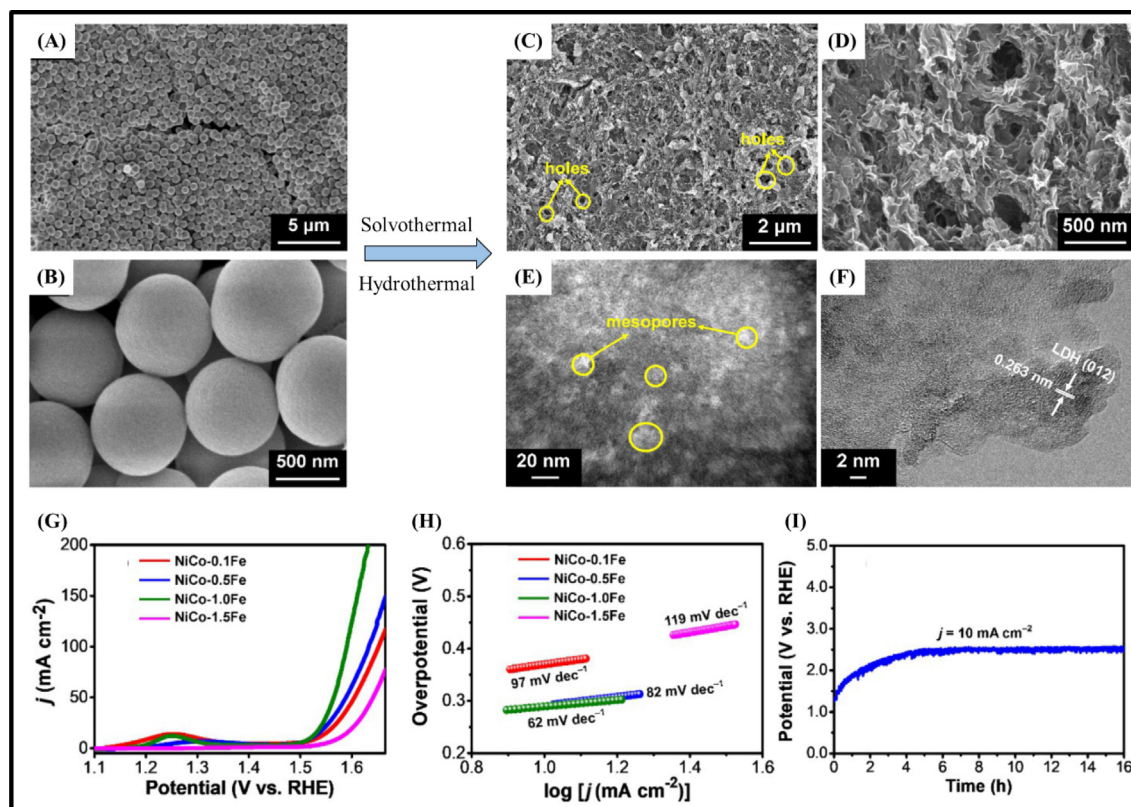 (A)
5 µm
(B)
500 nm
Solvothermal
Hydrothermal
(C)
holes
holes
2 µm
(D)
500 nm
(E)
mesopores
20 nm
(F)
LDH (012)
0.263 nm
2 nm
(G)
200
150
100
50
0
j (mA cm⁻²)
NiCo-0.1Fe
NiCo-0.5Fe
NiCo-1.0Fe
NiCo-1.5Fe
1.1 1.2 1.3 1.4 1.5 1.6
Potential (V vs. RHE)
(H)
0.6
0.5
0.4
0.3
0.2
Overpotential (V)
NiCo-0.1Fe
NiCo-0.5Fe
NiCo-1.0Fe
NiCo-1.5Fe
119 mV dec⁻¹
97 mV dec⁻¹
82 mV dec⁻¹
62 mV dec⁻¹
0.8 1.0 1.2 1.4 1.6
log [j (mA cm⁻²)]
(I)
5.0
4.0
3.0
2.0
1.0
0.0
Potential (V vs. RHE)
j = 10 mA cm⁻²
0 2 4 6 8 10 12 14 16
Time (h)